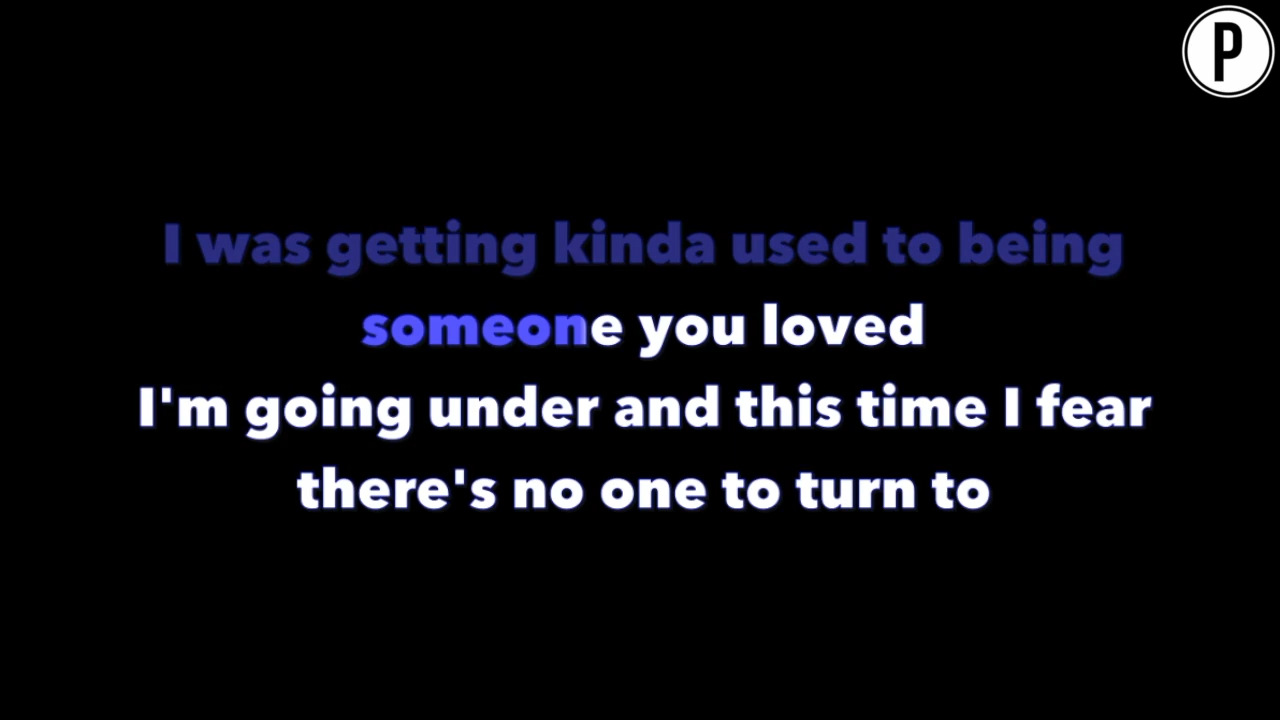 P
I was getting kinda used to being
someone you loved
I'm going under and this time I fear
there's no one to turn to